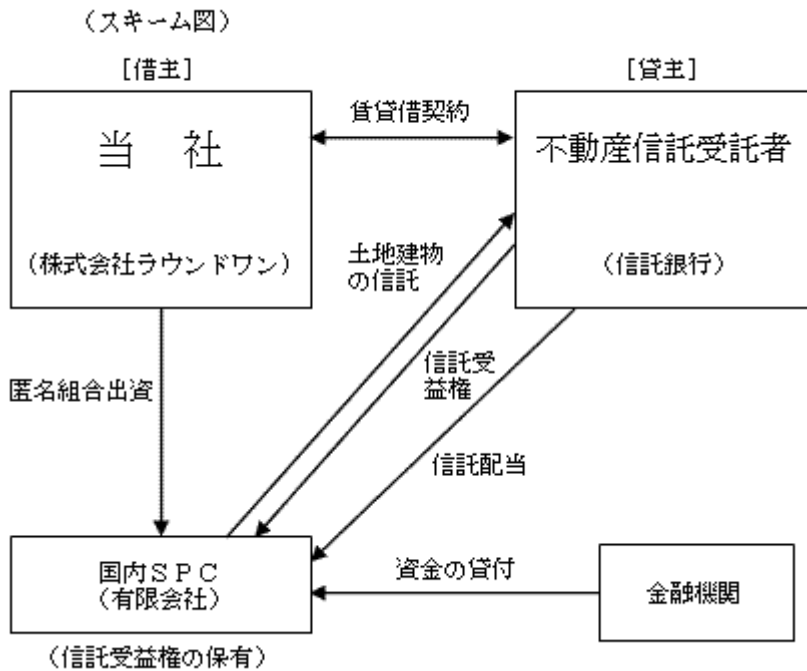 (スキーム図)
[借主]
[貸主]
当 社
賃貸借契約
不動産信託受託者
(株式会社ラウンドワン)
土地建物
の信託
(信託銀行)
匿名組合出資
信託受
益権
信託配当
国内SPC
(有限会社)
資金の貸付
金融機関
(信託受益権の保有)